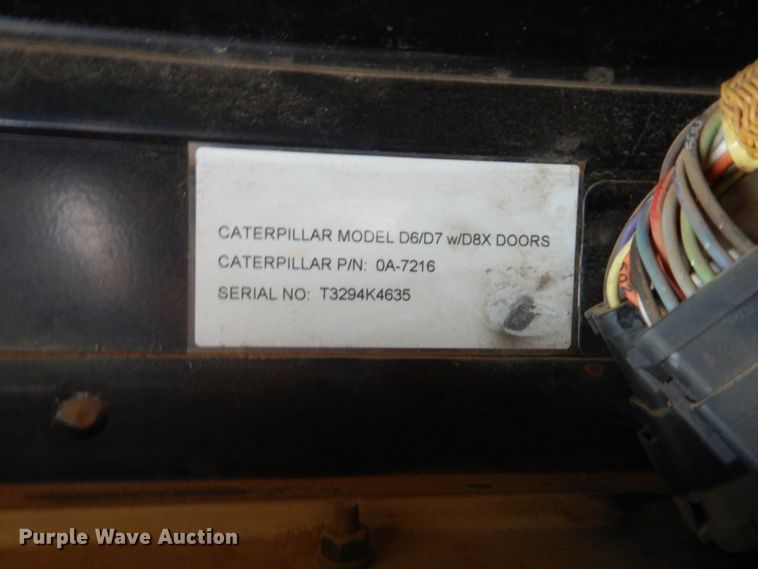 CATERPILLAR MODEL D6/D7 w/D8X DOORS
CATERPILLAR P/N: 0A-7216
SERIAL NO: T3294K4635
Purple Wave Auction